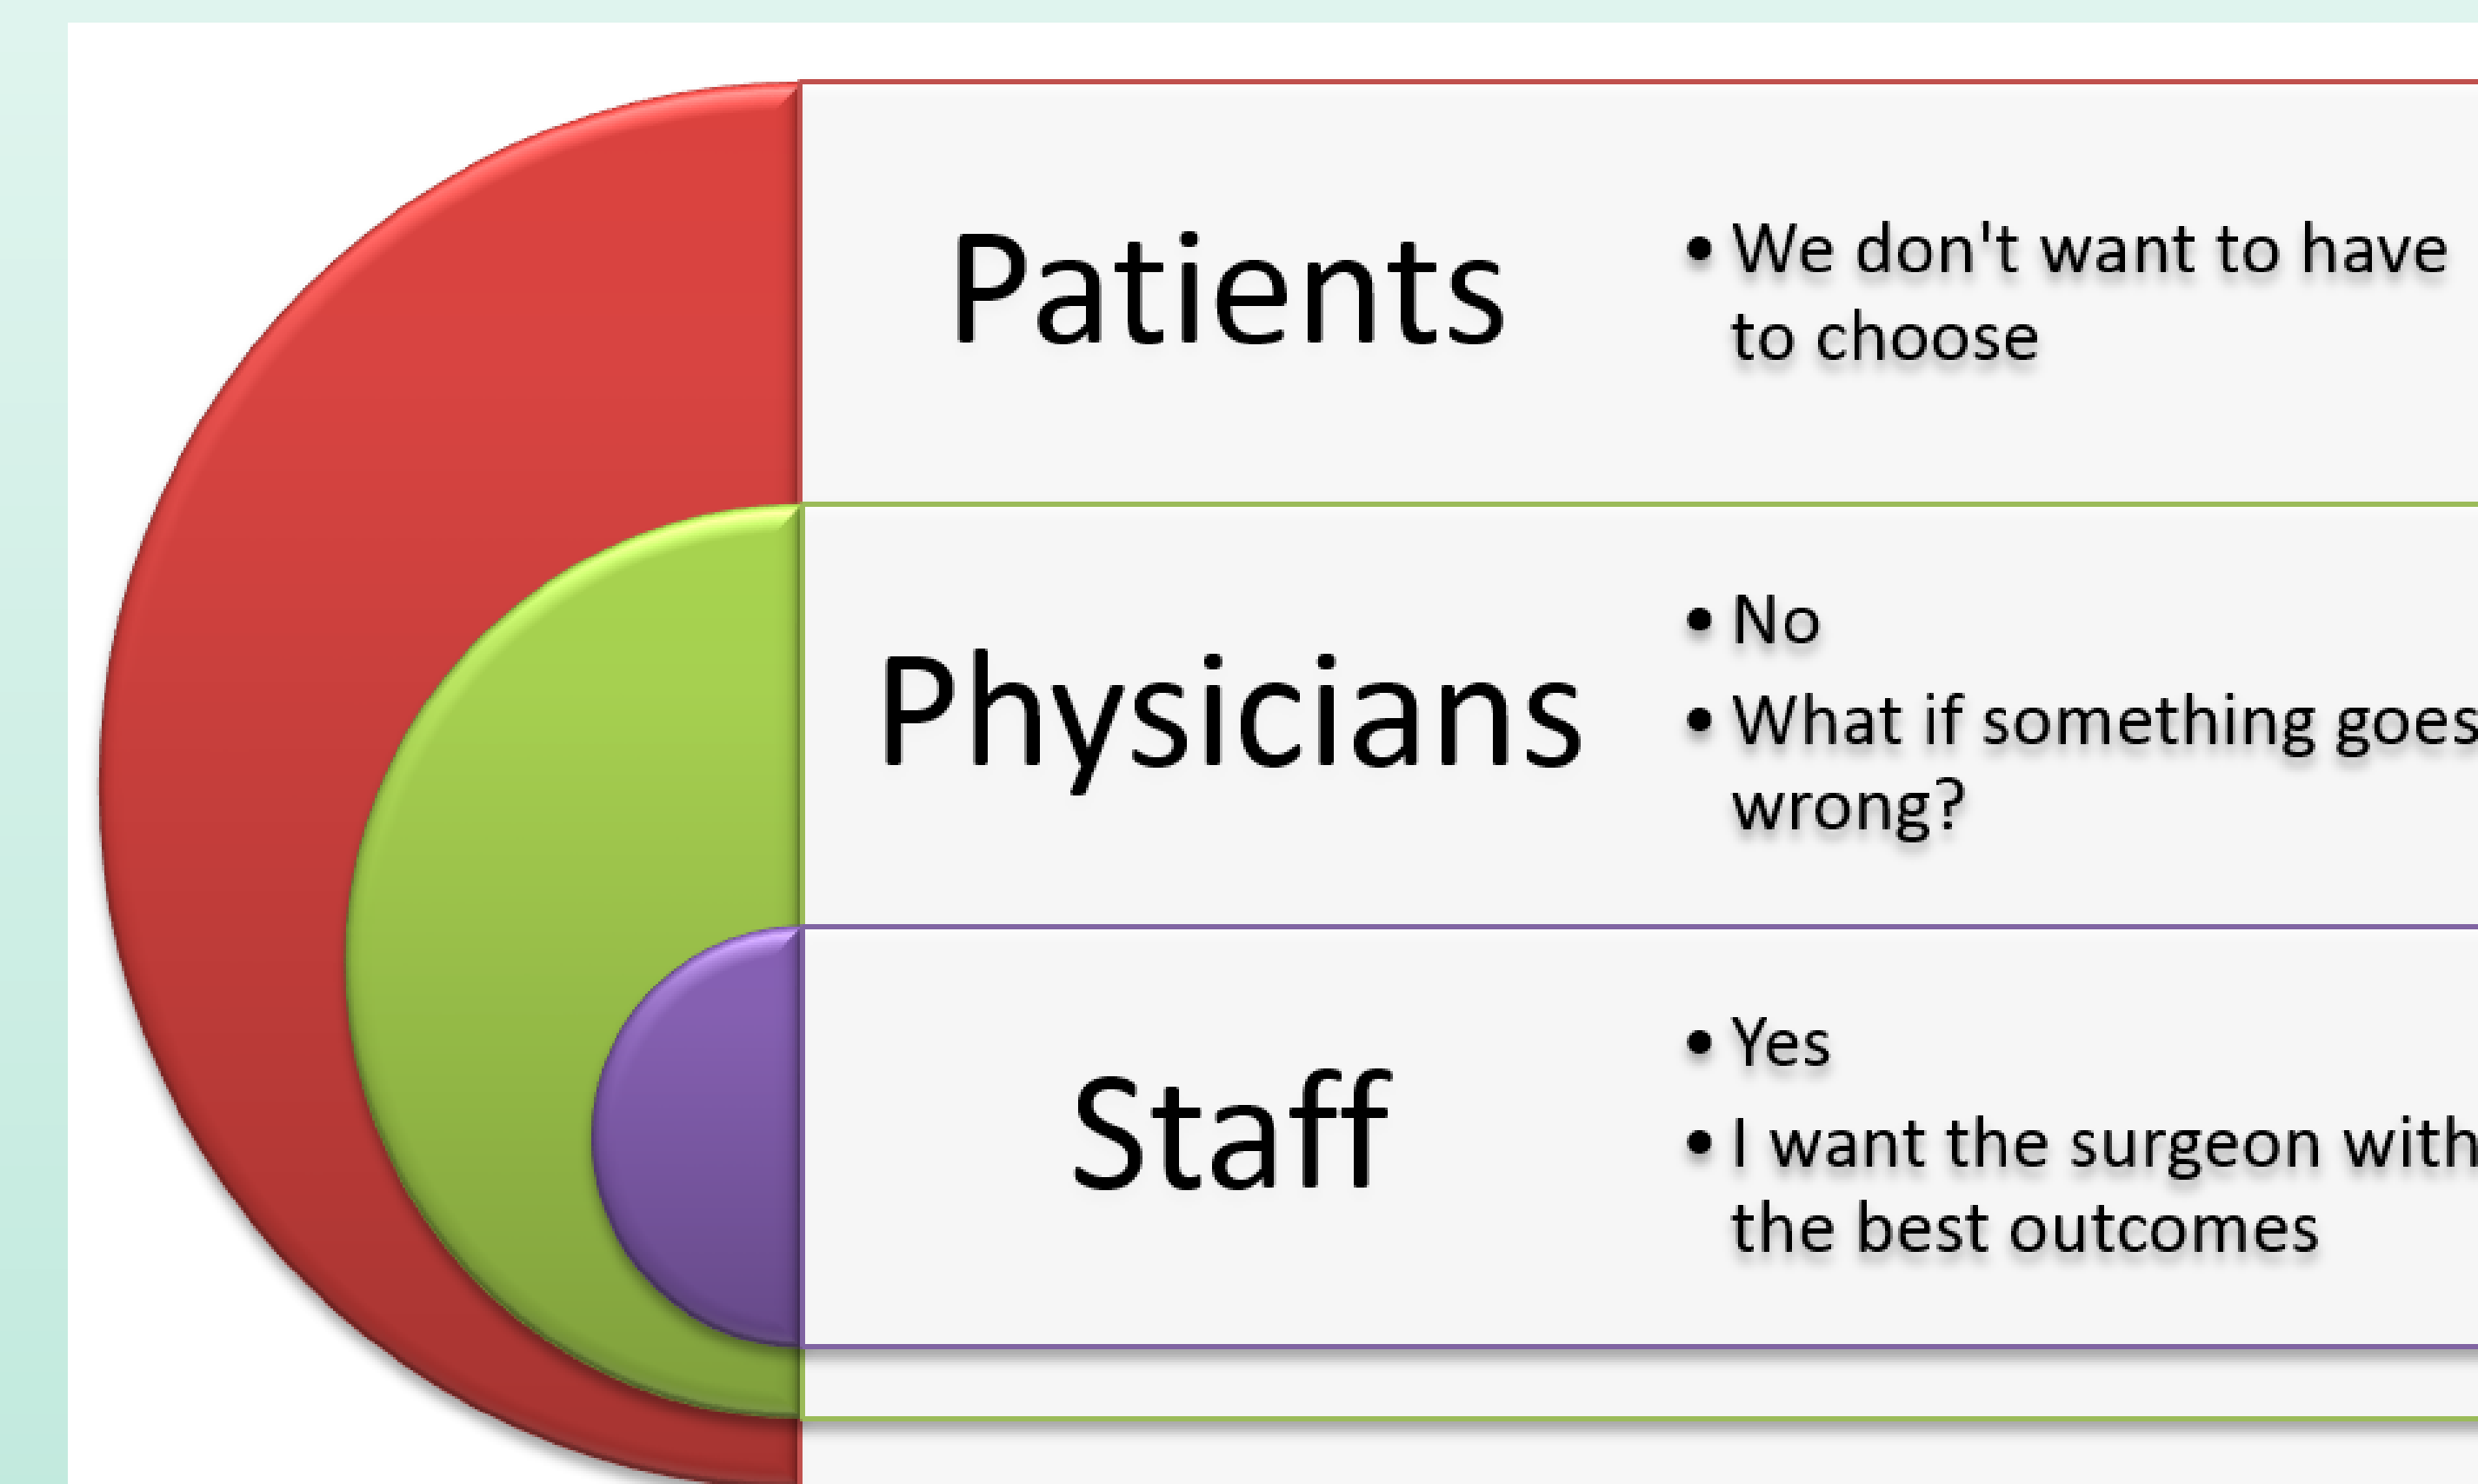 Patients
• We don't want to have
to choose
Physicians
• No
• What if something goes
wrong?
Staff
• Yes
• I want the surgeon with
the best outcomes